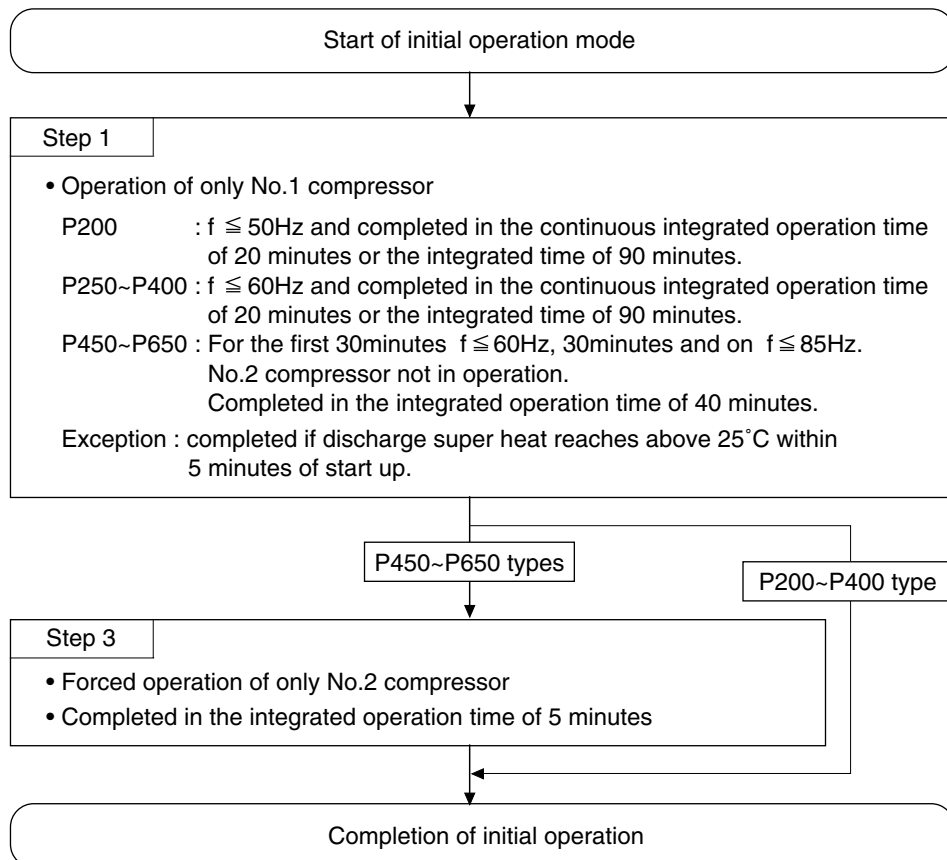 Start of initial operation mode
Step 1
• Operation of only No.1 compressor
P200 : f ≦ 50Hz and completed in the continuous integrated operation time
of 20 minutes or the integrated time of 90 minutes.
P250~P400 : f ≦ 60Hz and completed in the continuous integrated operation time
of 20 minutes or the integrated time of 90 minutes.
P450~P650 : For the first 30minutes f ≦ 60Hz, 30minutes and on f ≦ 85Hz.
No.2 compressor not in operation.
Completed in the integrated operation time of 40 minutes.
Exception : completed if discharge super heat reaches above 25˚C within
5 minutes of start up.
P450~P650 types
P200~P400 type
Step 3
• Forced operation of only No.2 compressor
• Completed in the integrated operation time of 5 minutes
Completion of initial operation